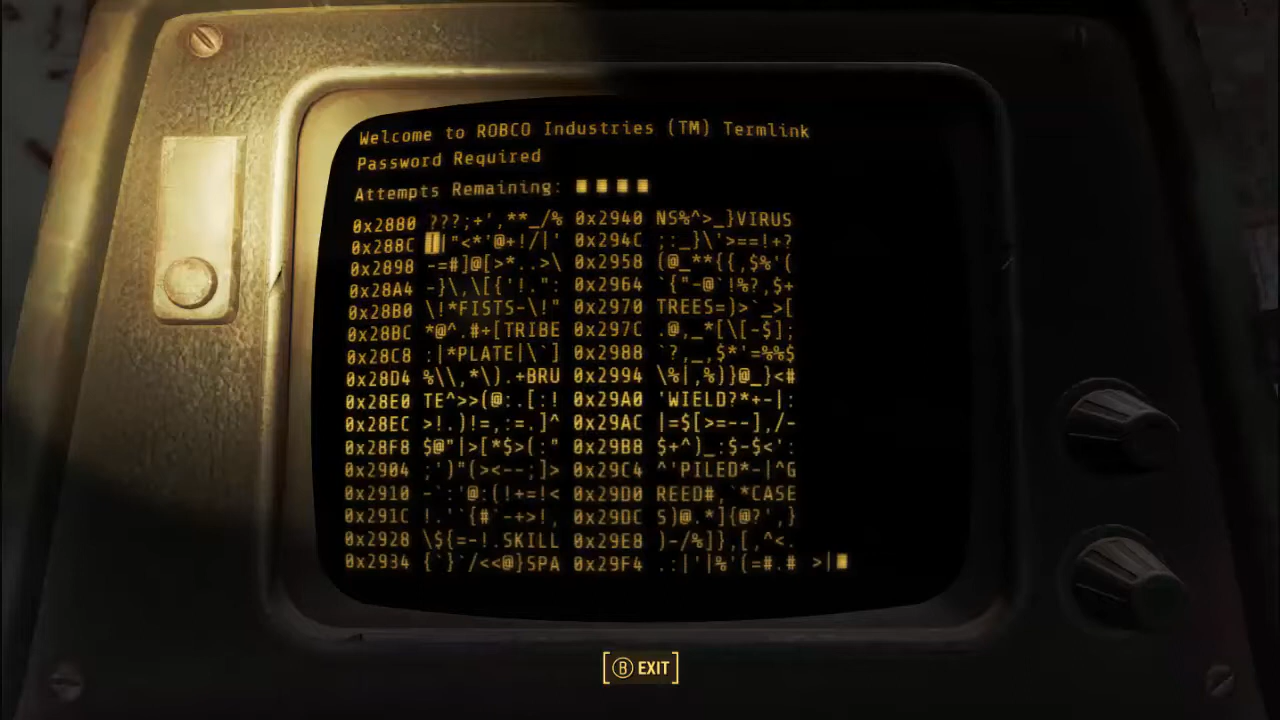 Welcome to ROBCO Industries (TM) Termlink
Password Required
Attempts Remaining: ■ ■ ■ ■
0x2880 ???;+',**_/% 0x2940 NS%^>_}VIRUS
0x288C █|"<*'@+!/|' 0x294C ;:_}\'>==!+?
0x2898 -=#]@[>*..>\ 0x2958 (@_**{{,$%'(
0x28A4 -}\,\[{'!.": 0x2964 `{"-@`!%?,$+
0x28B0 \!*FISTS-\!" 0x2970 TREES=)>`_>[
0x28BC *@^.#+[TRIBE 0x297C .@,_*[\[-$];
0x28C8 :|*PLATE|\`] 0x2988 `?,_,$*'=%%$
0x28D4 %\\,*\).+BRU 0x2994 \%|,%)}@_}<#
0x28E0 TE^>>(@:.[:! 0x29A0 'WIELD?*+-|:
0x28EC >!.)!=,:=.]^ 0x29AC |=$[>=--],/-
0x28F8 $@"|>[*$>(:" 0x29B8 $+^)_:$-$<':
0x2904 ;')"(><--;]> 0x29C4 ^'PILED*-|^G
0x2910 -`:'@:(!+=!< 0x29D0 REED#,`*CASE
0x291C !.'`{#`-+>!, 0x29DC S)@.*]{@?',}
0x2928 \${=-!.SKILL 0x29E8 )-/%]},[,^<.
0x2934 {`}`/<<@}SPA 0x29F4 .:|'|%'(=#.# >|■
[Ⓑ EXIT]